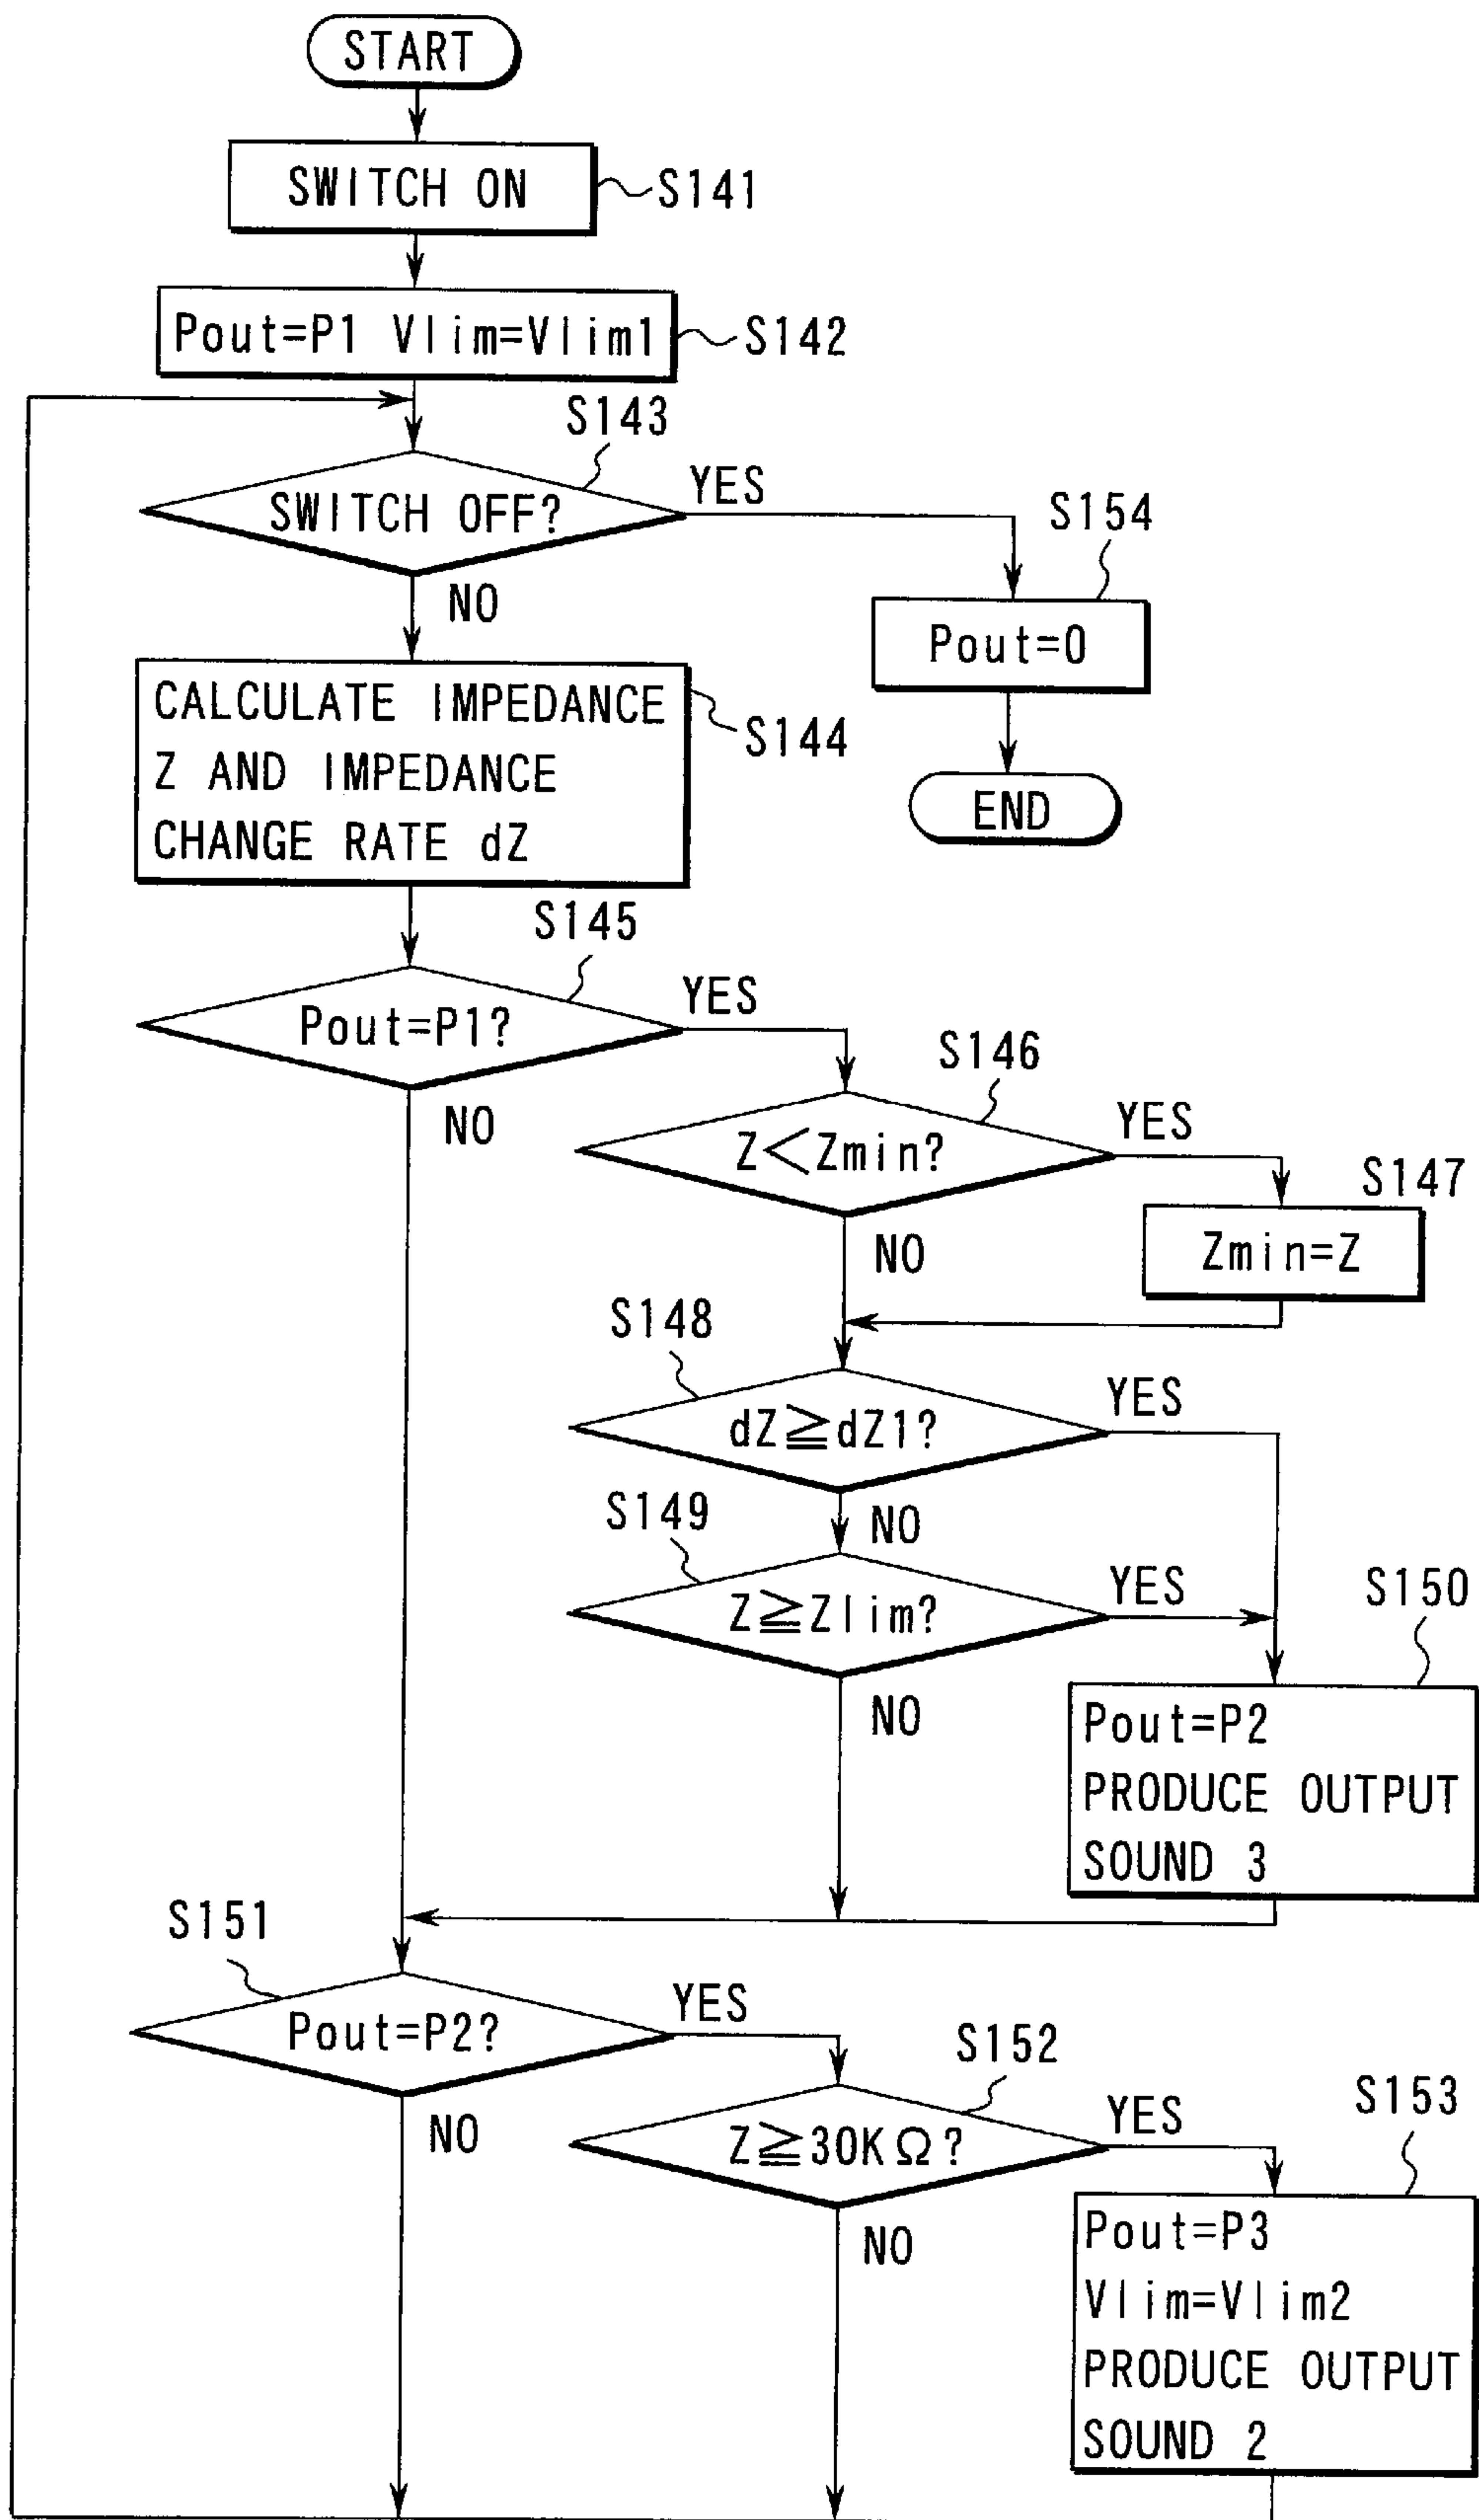 START
SWITCH ON
S141
Pout=P1 Vlim=Vlim1
S142
S143
SWITCH OFF?
YES
NO
S154
Pout=0
END
CALCULATE IMPEDANCE
Z AND IMPEDANCE
CHANGE RATE dZ
S144
S145
Pout=P1?
YES
NO
S146
Z<Zmin?
YES
NO
S147
Zmin=Z
S148
dZ≧dZ1?
YES
NO
S149
Z≧Zlim?
YES
NO
S150
Pout=P2
PRODUCE OUTPUT
SOUND 3
S151
Pout=P2?
YES
NO
S152
Z≧30KΩ?
YES
NO
S153
Pout=P3
Vlim=Vlim2
PRODUCE OUTPUT
SOUND 2